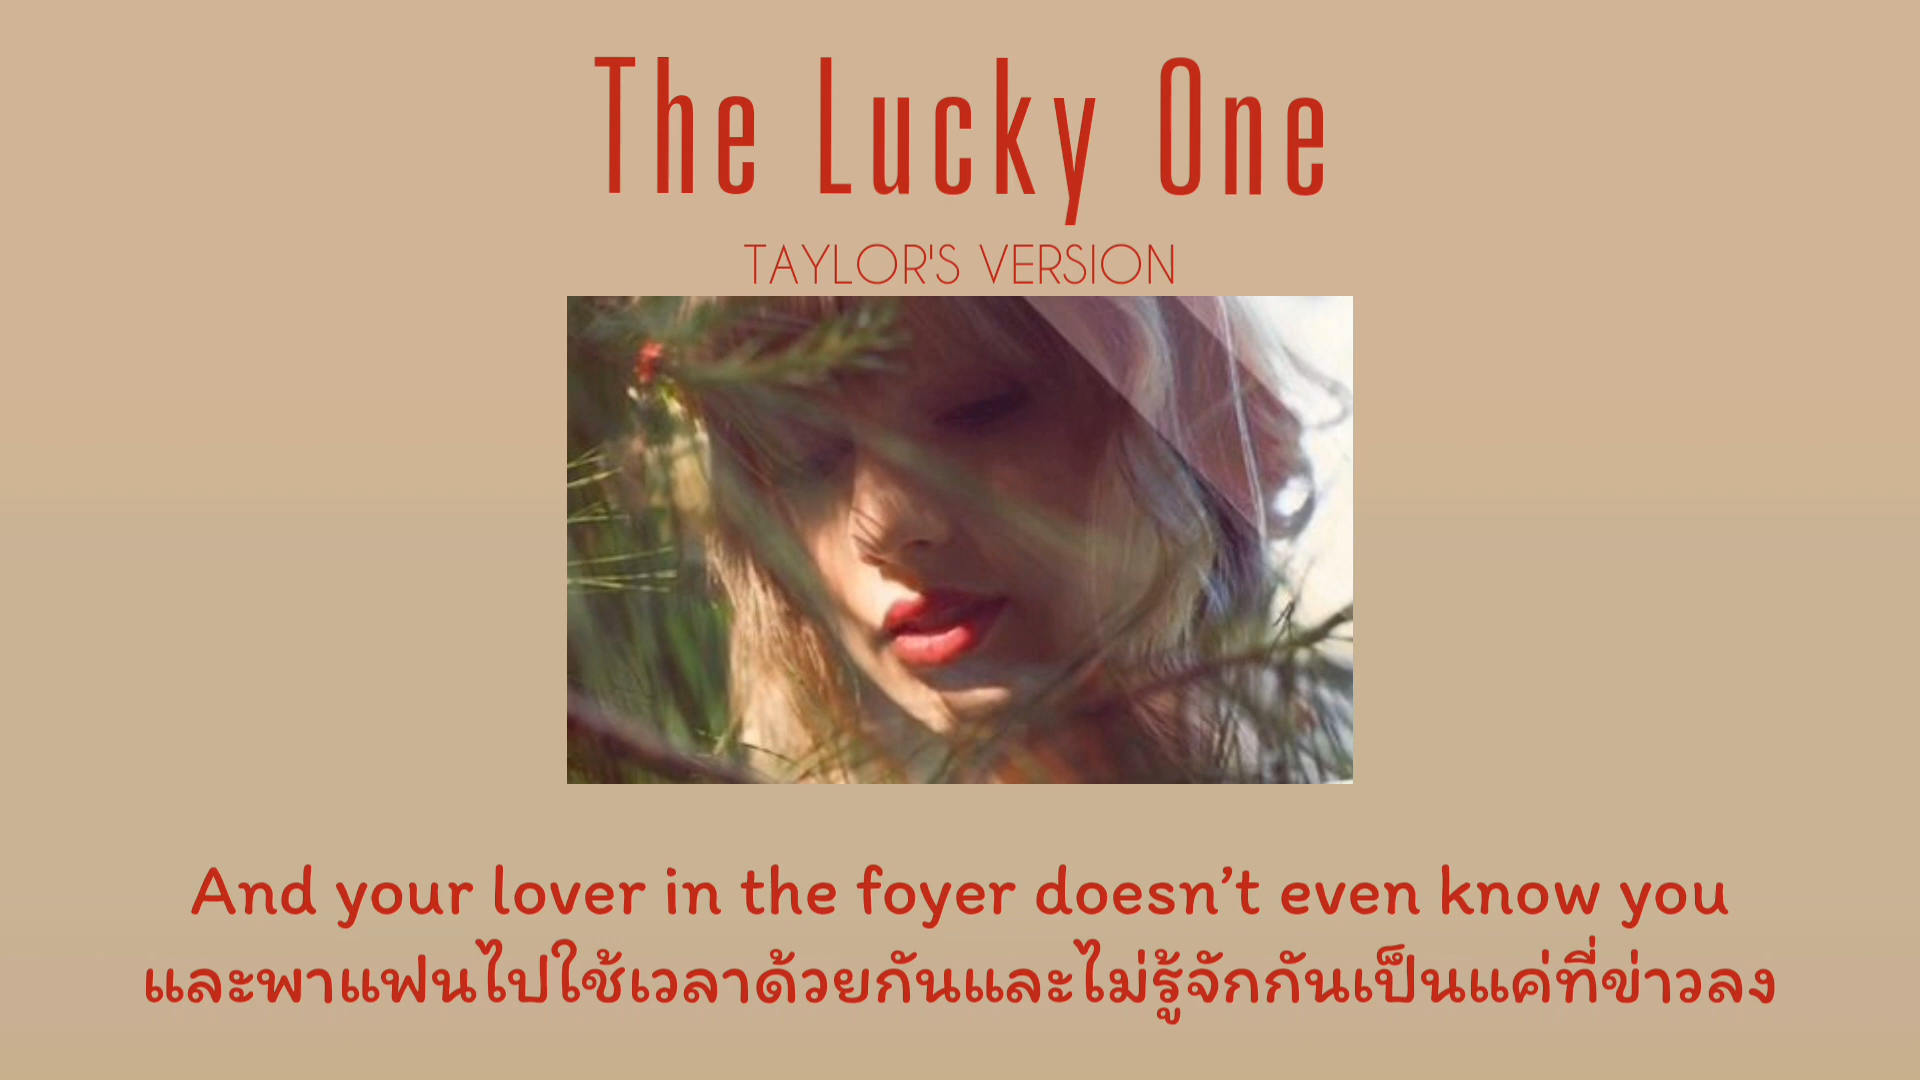 The Lucky One
TAYLOR'S VERSION
And your lover in the foyer doesn’t even know you
และพาแฟนไปใช้เวลาด้วยกันและไม่รู้จักกันเป็นแค่ที่ข่าวลง